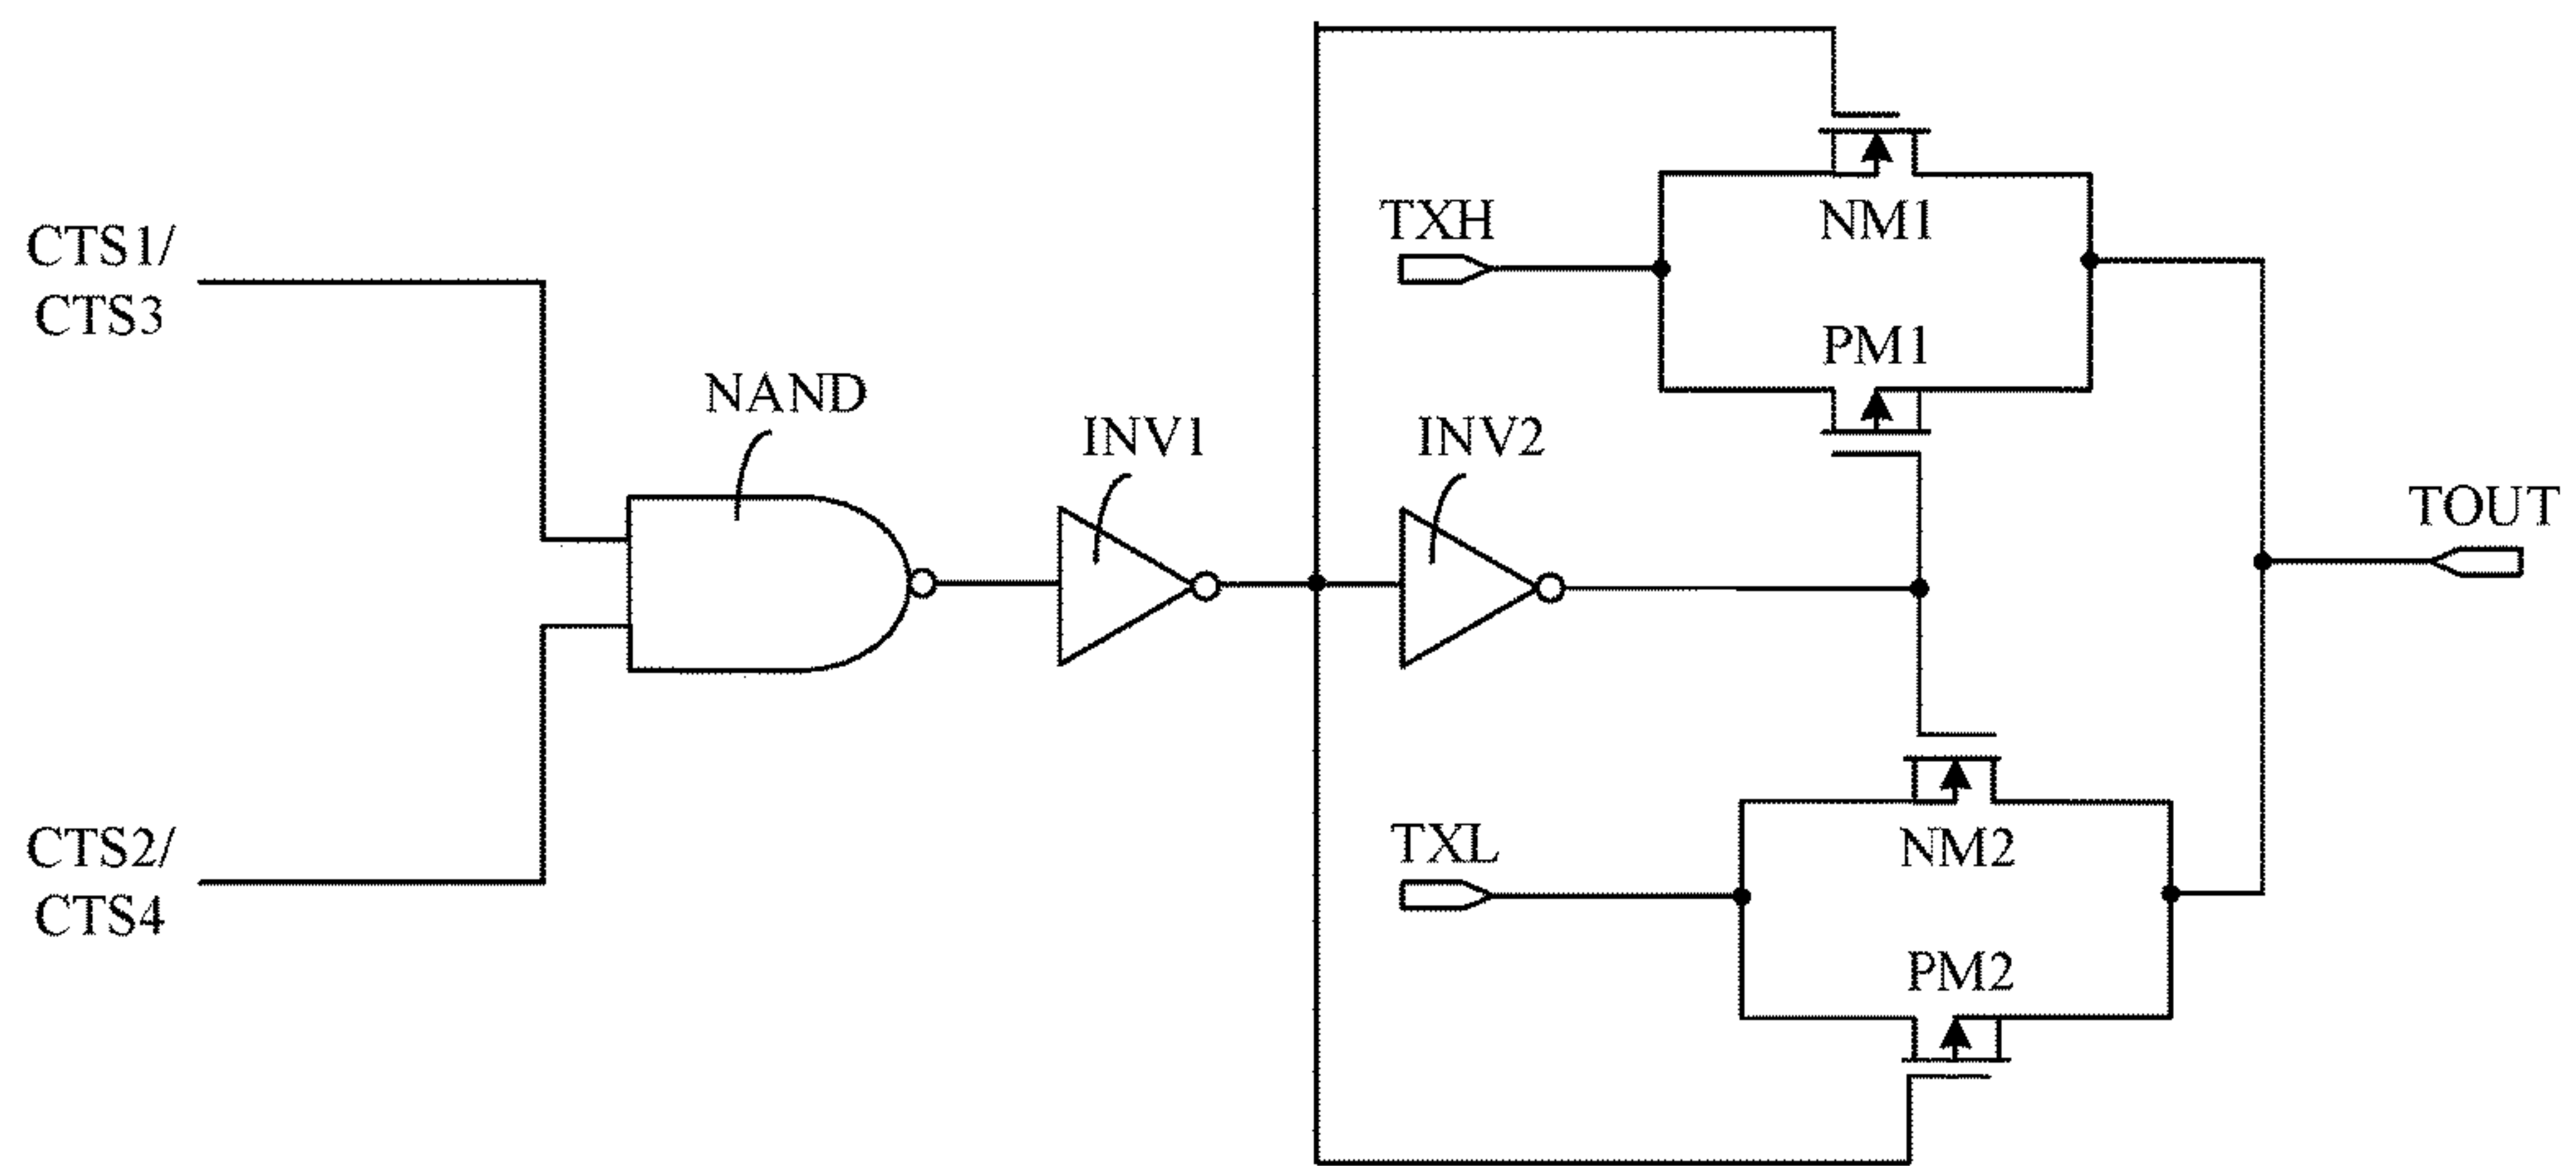 CTS1/
CTS3
NAND
INV1
INV2
TXH
NM1
PM1
TOUT
CTS2/
CTS4
TXL
NM2
PM2